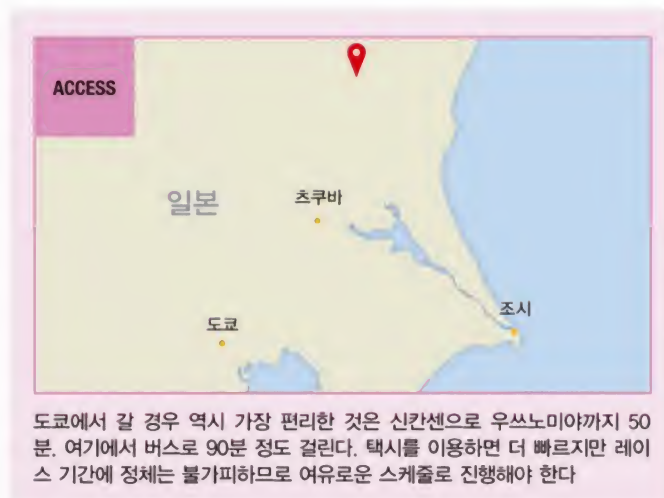 ACCESS
일본
츠쿠바
도쿄
조시
도쿄에서 갈 경우 역시 가장 편리한 것은 신칸센으로 우쓰노미야까지 50
분. 여기에서 버스로 90분 정도 걸린다. 택시를 이용하면 더 빠르지만 레이
스 기간에 정체는 불가피하므로 여유로운 스케줄로 진행해야 한다